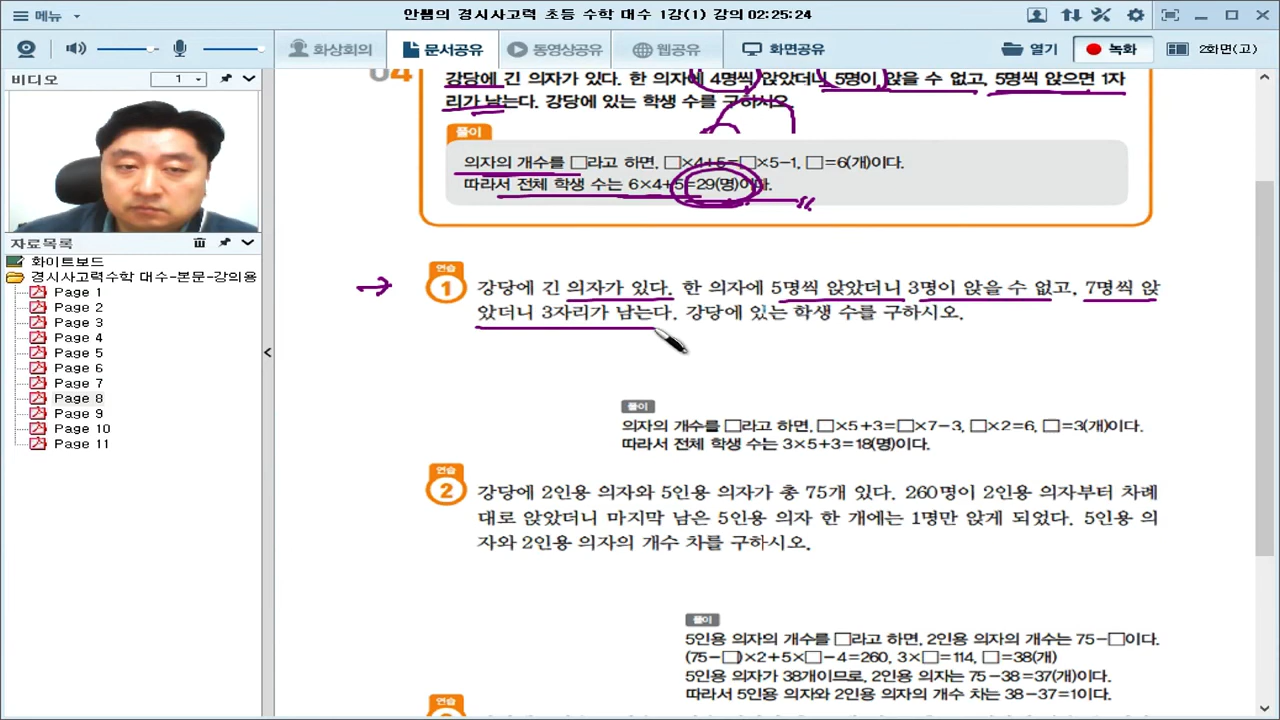 메뉴
안쌤의 경시사고력 초등 수학 대수 1강(1) 강의 02:25:24
화상회의
문서공유
동영상공유
웹공유
화면공유
열기
녹화
2화면(고)
비디오
1
자료목록
화이트보드
경시사고력수학 대수-본문-강의용
Page 1
Page 2
Page 3
Page 4
Page 5
Page 6
Page 7
Page 8
Page 9
Page 10
Page 11
04
강당에 긴 의자가 있다. 한 의자에 4명씩 앉았더니 5명이 앉을 수 없고, 5명씩 앉으면 1자
리가 남는다. 강당에 있는 학생 수를 구하시오.
풀이
의자의 개수를 □라고 하면, □×4+5=□×5-1, □=6(개)이다.
따라서 전체 학생 수는 6×4+5=29(명)이다.
연습
1
강당에 긴 의자가 있다. 한 의자에 5명씩 앉았더니 3명이 앉을 수 없고, 7명씩 앉
았더니 3자리가 남는다. 강당에 있는 학생 수를 구하시오.
풀이
의자의 개수를 □라고 하면, □×5+3=□×7-3, □×2=6, □=3(개)이다.
따라서 전체 학생 수는 3×5+3=18(명)이다.
연습
2
강당에 2인용 의자와 5인용 의자가 총 75개 있다. 260명이 2인용 의자부터 차례
대로 앉았더니 마지막 남은 5인용 의자 한 개에는 1명만 앉게 되었다. 5인용 의
자와 2인용 의자의 개수 차를 구하시오.
풀이
5인용 의자의 개수를 □라고 하면, 2인용 의자의 개수는 75-□이다.
(75-□)×2+5×□-4=260, 3×□=114, □=38(개)
5인용 의자가 38개이므로, 2인용 의자는 75-38=37(개)이다.
따라서 5인용 의자와 2인용 의자의 개수 차는 38-37=1이다.
연습